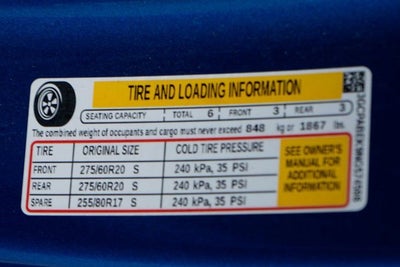 TIRE AND LOADING INFORMATION
SEATING CAPACITY TOTAL 6 FRONT 3 REAR 3
The combined weight of occupants and cargo must never exceed 848 kg or 1867 lbs.
TIRE ORIGINAL SIZE COLD TIRE PRESSURE
FRONT 275/60R20 S 240 kPa, 35 PSI
REAR 275/60R20 S 240 kPa, 35 PSI
SPARE 255/80R17 S 240 kPa, 35 PSI
SEE OWNER'S
MANUAL FOR
ADDITIONAL
INFORMATION